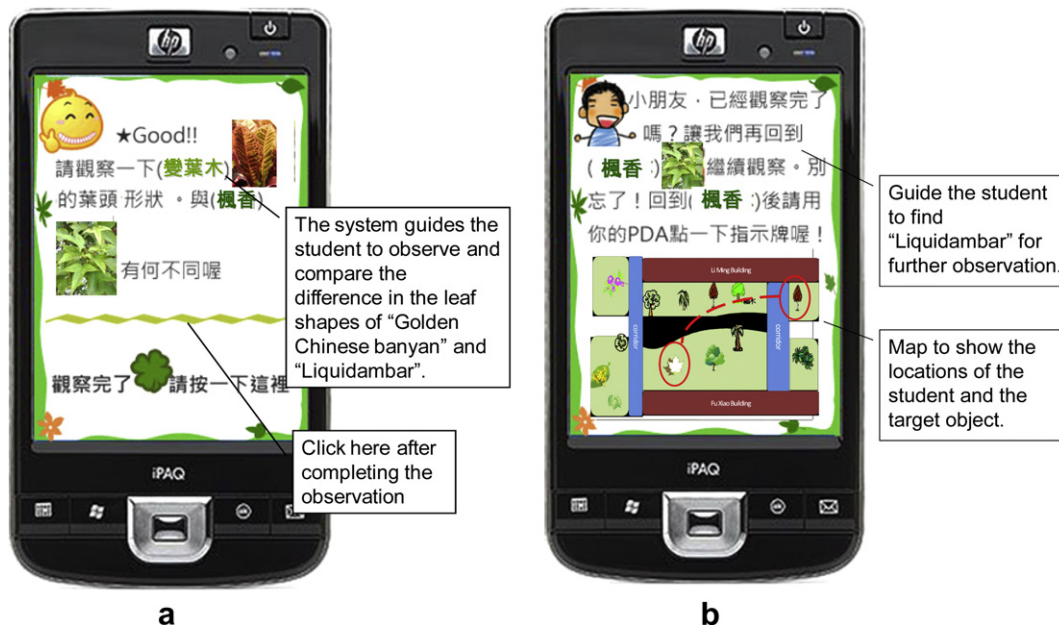 hp
★Good!!
請觀察一下(變葉木)
的葉頭 形狀 。與(楓香)
有何不同喔
觀察完了 請按一下這裡
iPAQ
The system guides the
student to observe and
compare the
difference in the leaf
shapes of “Golden
Chinese banyan” and
“Liquidambar”.
Click here after
completing the
observation
a
hp
小朋友，已經觀察完了
嗎？讓我們再回到
( 楓香 :) 繼續觀察。別
忘了！回到( 楓香 :)後請用
你的PDA點一下指示牌喔！
Li Ming Building
corridor
corridor
Fu Xiao Building
iPAQ
ok
Guide the student
to find
“Liquidambar” for
further observation.
Map to show the
locations of the
student and the
target object.
b